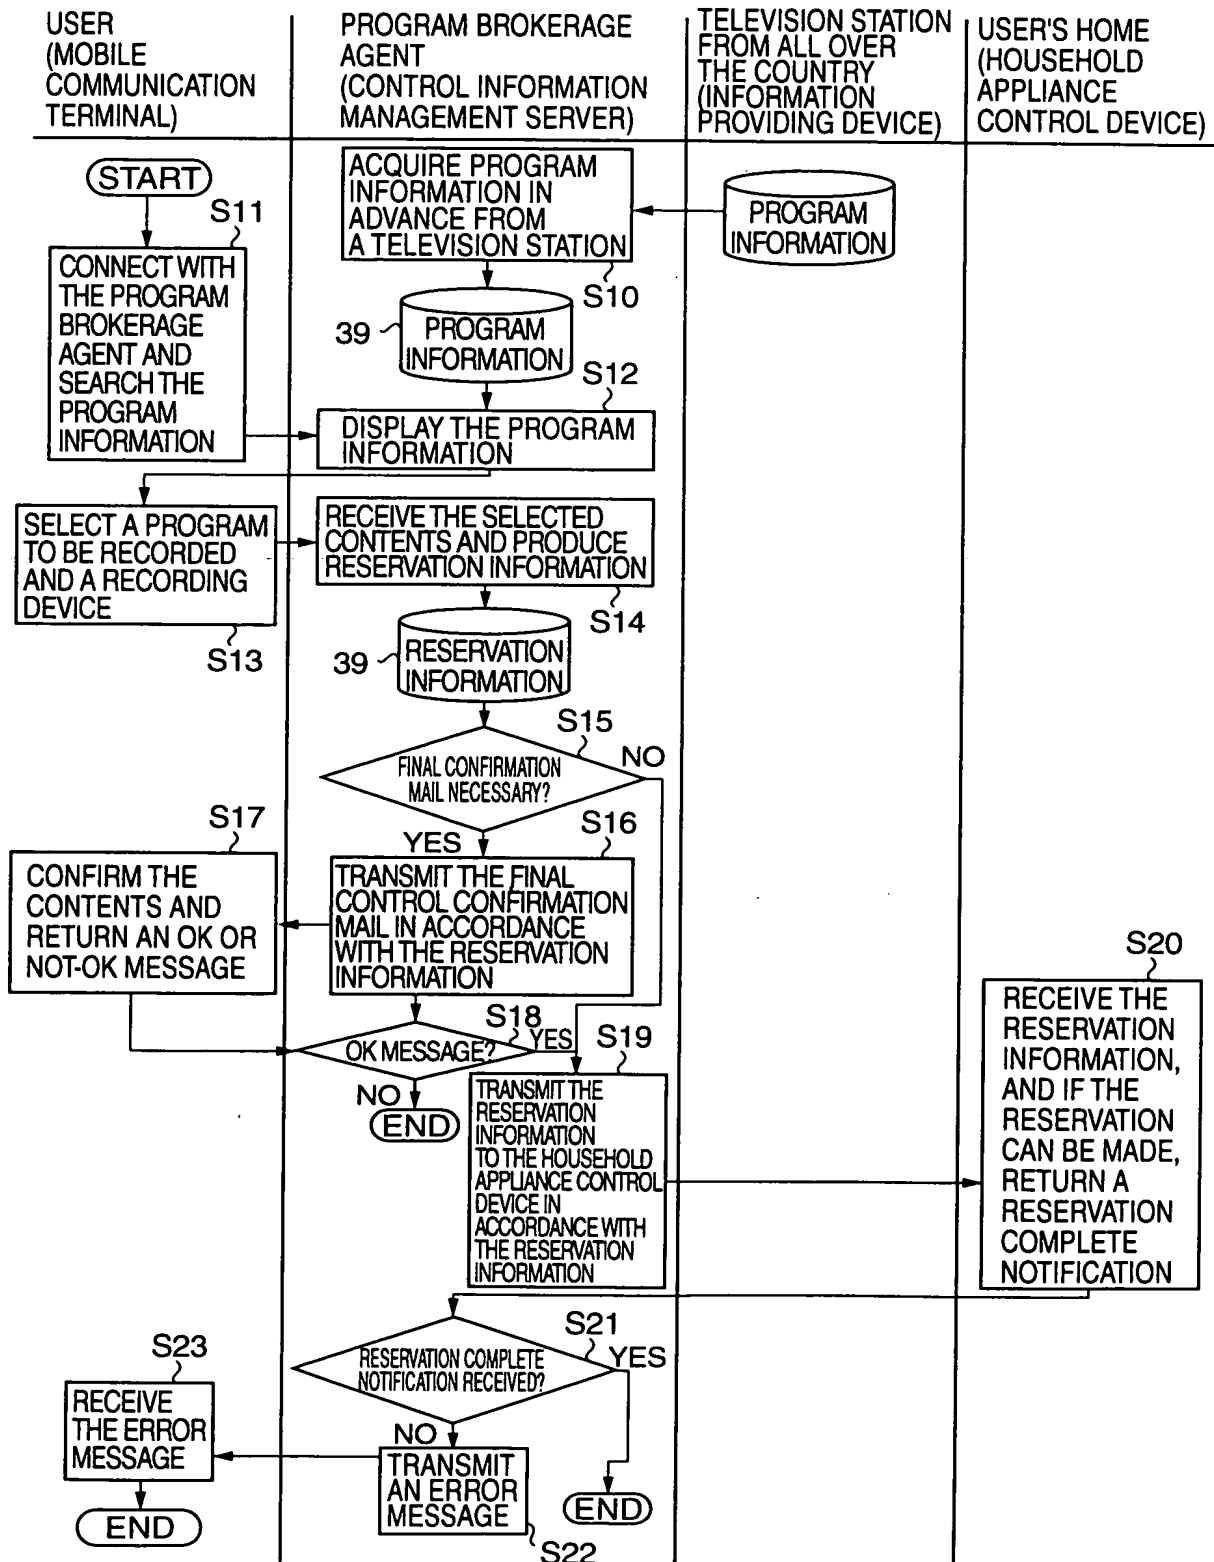 USER
(MOBILE
COMMUNICATION
TERMINAL)
PROGRAM BROKERAGE
AGENT
(CONTROL INFORMATION
MANAGEMENT SERVER)
TELEVISION STATION
FROM ALL OVER
THE COUNTRY
(INFORMATION
PROVIDING DEVICE)
USER'S HOME
(HOUSEHOLD
APPLIANCE
CONTROL DEVICE)
START
ACQUIRE PROGRAM
INFORMATION IN
ADVANCE FROM
A TELEVISION STATION
S10
PROGRAM
INFORMATION
S11
CONNECT WITH
THE PROGRAM
BROKERAGE
AGENT AND
SEARCH THE
PROGRAM
INFORMATION
39
PROGRAM
INFORMATION
S12
DISPLAY THE PROGRAM
INFORMATION
SELECT A PROGRAM
TO BE RECORDED
AND A RECORDING
DEVICE
S13
RECEIVE THE SELECTED
CONTENTS AND PRODUCE
RESERVATION INFORMATION
S14
39
RESERVATION
INFORMATION
S15
FINAL CONFIRMATION
MAIL NECESSARY?
NO
YES
S16
TRANSMIT THE FINAL
CONTROL CONFIRMATION
MAIL IN ACCORDANCE
WITH THE RESERVATION
INFORMATION
S17
CONFIRM THE
CONTENTS AND
RETURN AN OK OR
NOT-OK MESSAGE
S18
OK MESSAGE?
YES
NO
END
S19
TRANSMIT THE
RESERVATION
INFORMATION
TO THE HOUSEHOLD
APPLIANCE CONTROL
DEVICE IN
ACCORDANCE WITH
THE RESERVATION
INFORMATION
S20
RECEIVE THE
RESERVATION
INFORMATION,
AND IF THE
RESERVATION
CAN BE MADE,
RETURN A
RESERVATION
COMPLETE
NOTIFICATION
S21
RESERVATION COMPLETE
NOTIFICATION RECEIVED?
YES
NO
END
TRANSMIT
AN ERROR
MESSAGE
S22
S23
RECEIVE
THE ERROR
MESSAGE
END